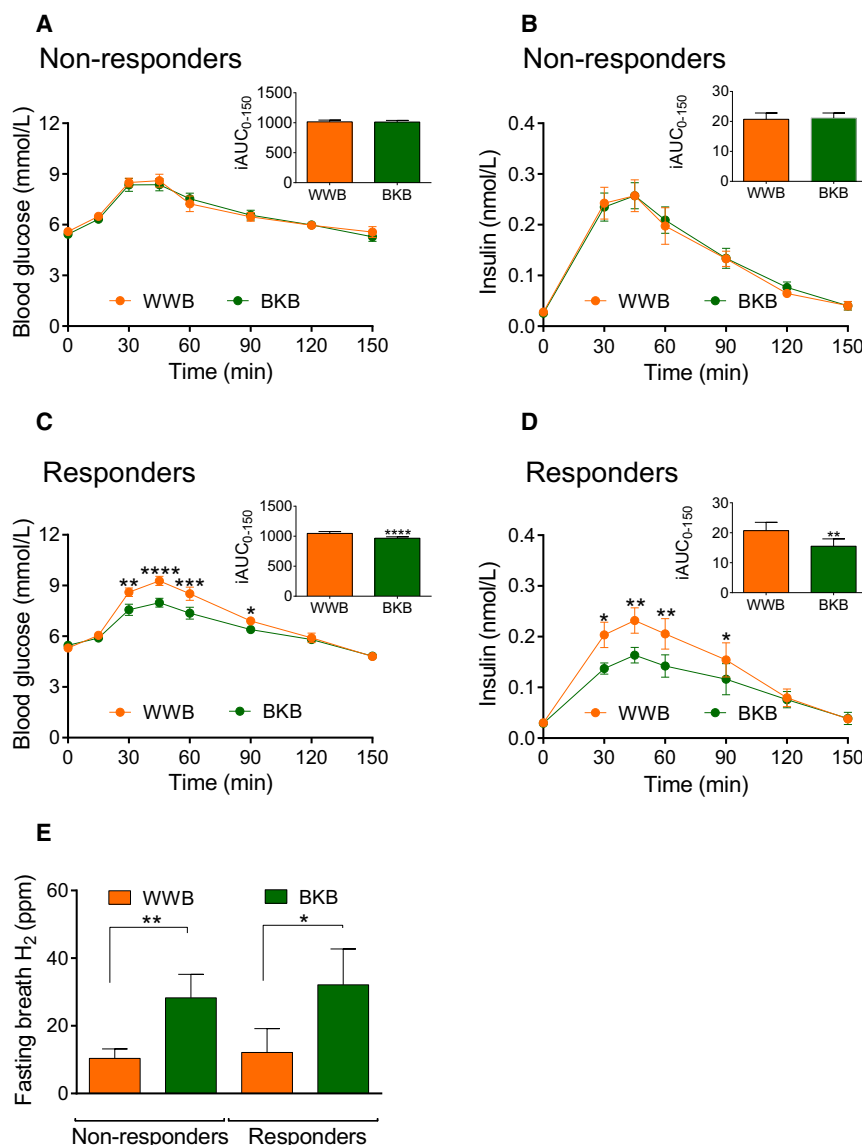 A
Non-responders
Blood glucose (mmol/L)
12
9
6
3
0
30
60
90
120
150
Time (min)
WWB
BKB
iAUC0-150
1500
1000
500
0
WWB
BKB
B
Non-responders
Insulin (nmol/L)
0.4
0.3
0.2
0.1
0.0
0
30
60
90
120
150
Time (min)
WWB
BKB
iAUC0-150
30
20
10
0
WWB
BKB
C
Responders
Blood glucose (mmol/L)
12
9
6
3
0
30
60
90
120
150
Time (min)
**
****
***
*
WWB
BKB
iAUC0-150
1500
1000
500
0
****
WWB
BKB
D
Responders
Insulin (nmol/L)
0.4
0.3
0.2
0.1
0.0
0
30
60
90
120
150
Time (min)
*
**
**
*
WWB
BKB
iAUC0-150
30
20
10
0
**
WWB
BKB
E
Fasting breath H2 (ppm)
60
40
20
0
WWB
BKB
**
*
Non-responders
Responders